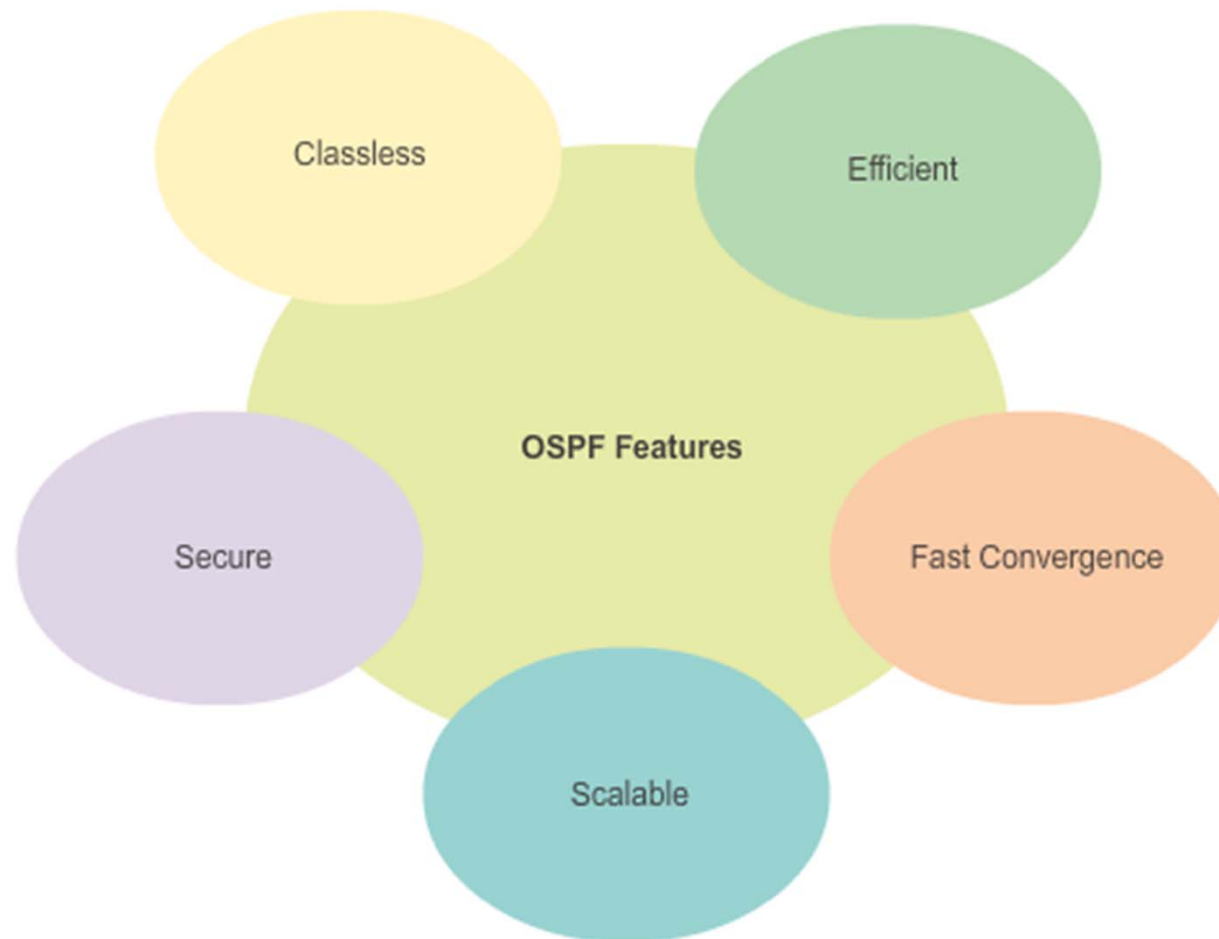 Classless
Efficient
OSPF Features
Secure
Fast Convergence
Scalable